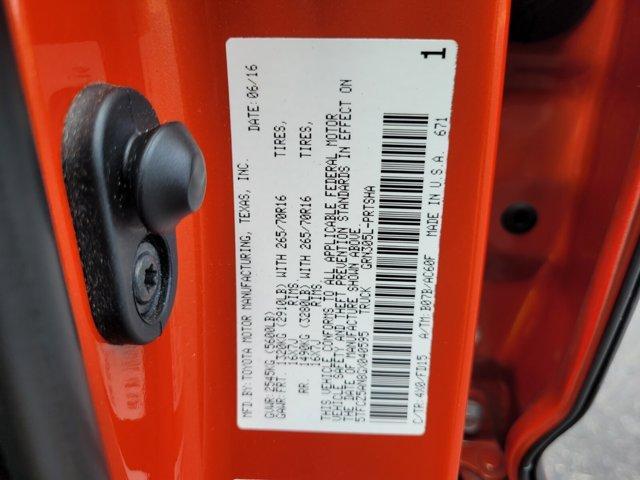 MFD. BY: TOYOTA MOTOR MANUFACTURING, TEXAS, INC. DATE: 06/16
GVWR: 2545KG (5600LB)
GAWR: FRT. 1320KG (2910LB) WITH 265/70R16 TIRES,
16X7J RIMS
RR. 1490KG (3280LB) WITH 265/70R16 TIRES,
16X7J RIMS
THIS VEHICLE CONFORMS TO ALL APPLICABLE FEDERAL MOTOR
VEHICLE SAFETY AND THEFT PREVENTION STANDARDS IN EFFECT ON
THE DATE OF MANUFACTURE SHOWN ABOVE.
TRUCK GRN305L-PRTSHA
C/TR: 4X0/FD15 A/TM: B07B/AC60F MADE IN U.S.A. 671
1